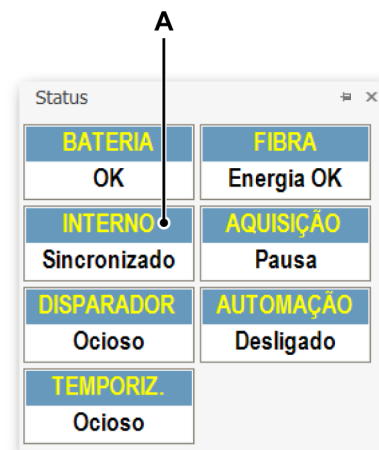 A
Status
BATERIA
OK
FIBRA
Energia OK
INTERNO
Sincronizado
AQUISIÇÃO
Pausa
DISPARADOR
Ocioso
AUTOMAÇÃO
Desligado
TEMPORIZ.
Ocioso